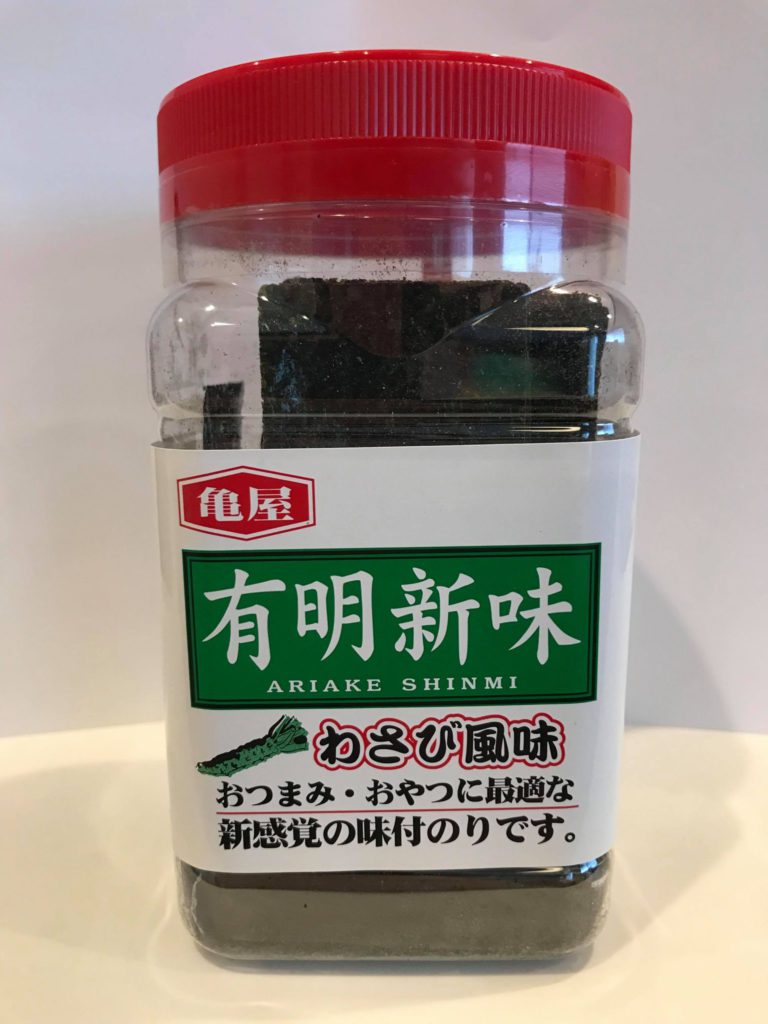 亀屋
有明新味
ARIAKE SHINMI
わさび風味
おつまみ・おやつに最適な
新感覚の味付のりです。